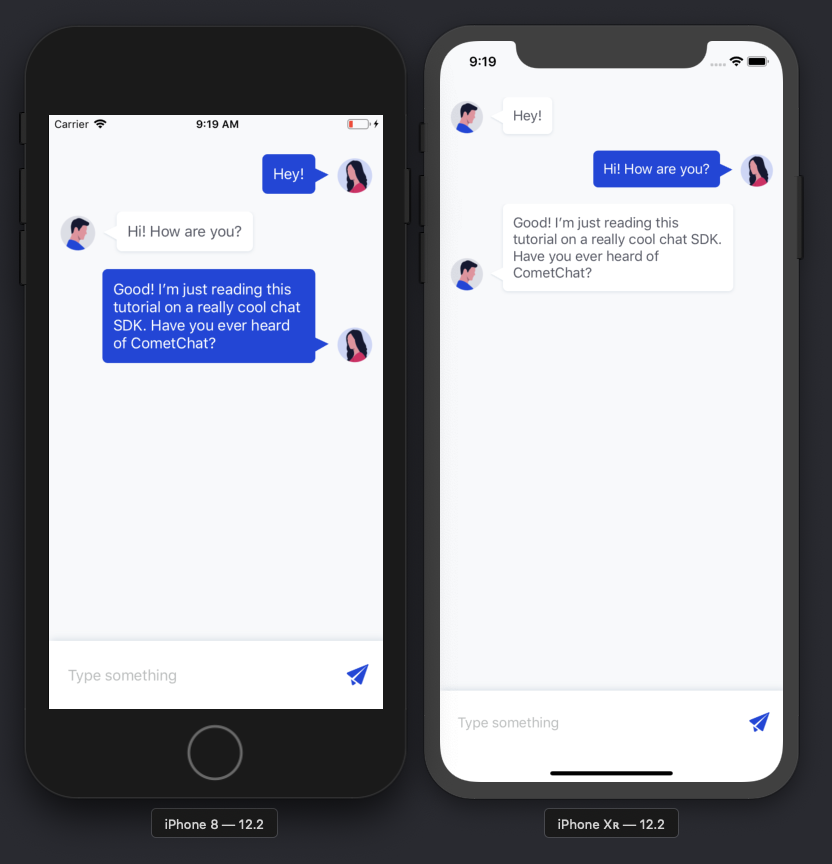 Carrier
9:19 AM
Hey!
Hi! How are you?
Good! I’m just reading this
tutorial on a really cool chat
SDK. Have you ever heard
of CometChat?
Type something
iPhone 8 — 12.2
9:19
Hey!
Hi! How are you?
Good! I’m just reading this
tutorial on a really cool chat SDK.
Have you ever heard of
CometChat?
Type something
iPhone Xʀ — 12.2